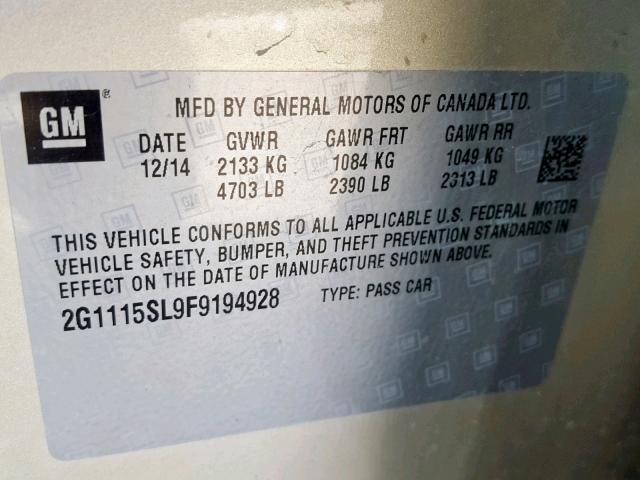 GM ®
MFD BY GENERAL MOTORS OF CANADA LTD.
DATE GVWR GAWR FRT GAWR RR
12/14 2133 KG 1084 KG 1049 KG
4703 LB 2390 LB 2313 LB
THIS VEHICLE CONFORMS TO ALL APPLICABLE U.S. FEDERAL MOTOR
VEHICLE SAFETY, BUMPER, AND THEFT PREVENTION STANDARDS IN
EFFECT ON THE DATE OF MANUFACTURE SHOWN ABOVE.
2G1115SL9F9194928 TYPE: PASS CAR